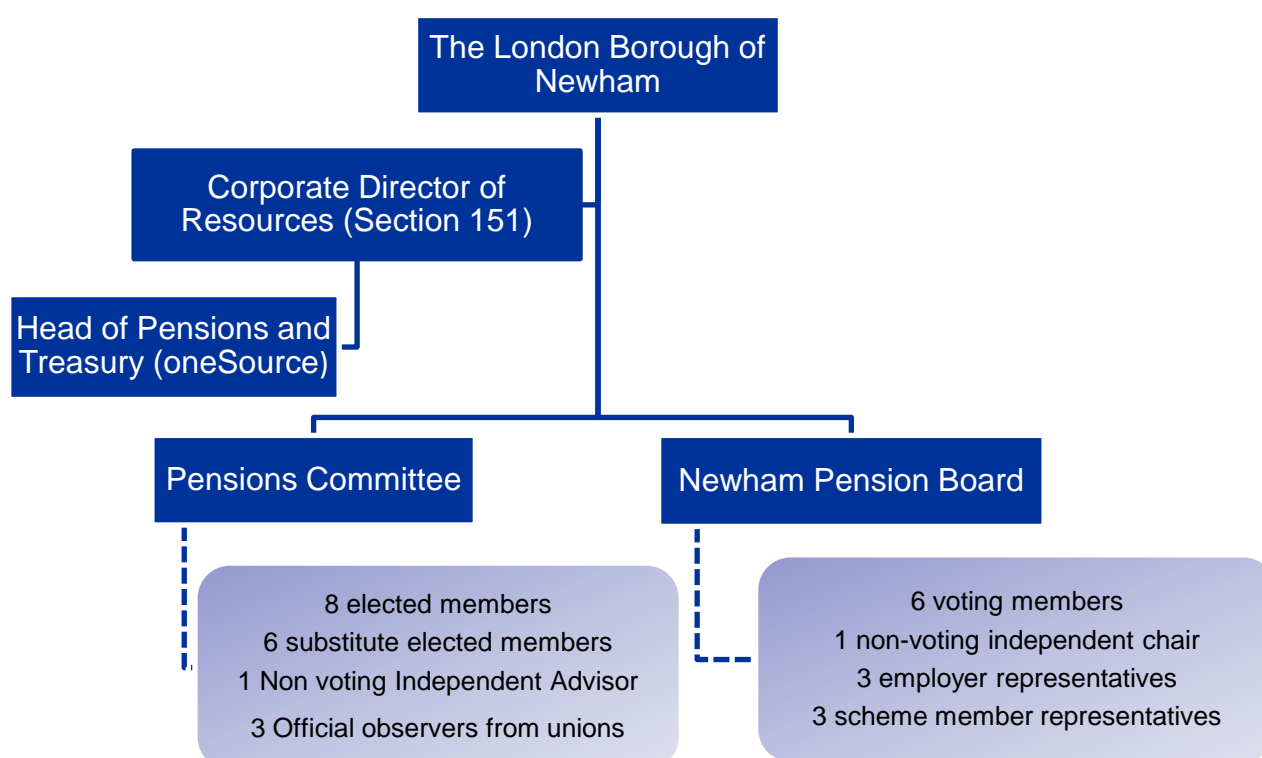 The London Borough of
Newham
Corporate Director of
Resources (Section 151)
Head of Pensions and
Treasury (oneSource)
Pensions Committee
Newham Pension Board
8 elected members
6 substitute elected members
1 Non voting Independent Advisor
3 Official observers from unions
6 voting members
1 non-voting independent chair
3 employer representatives
3 scheme member representatives